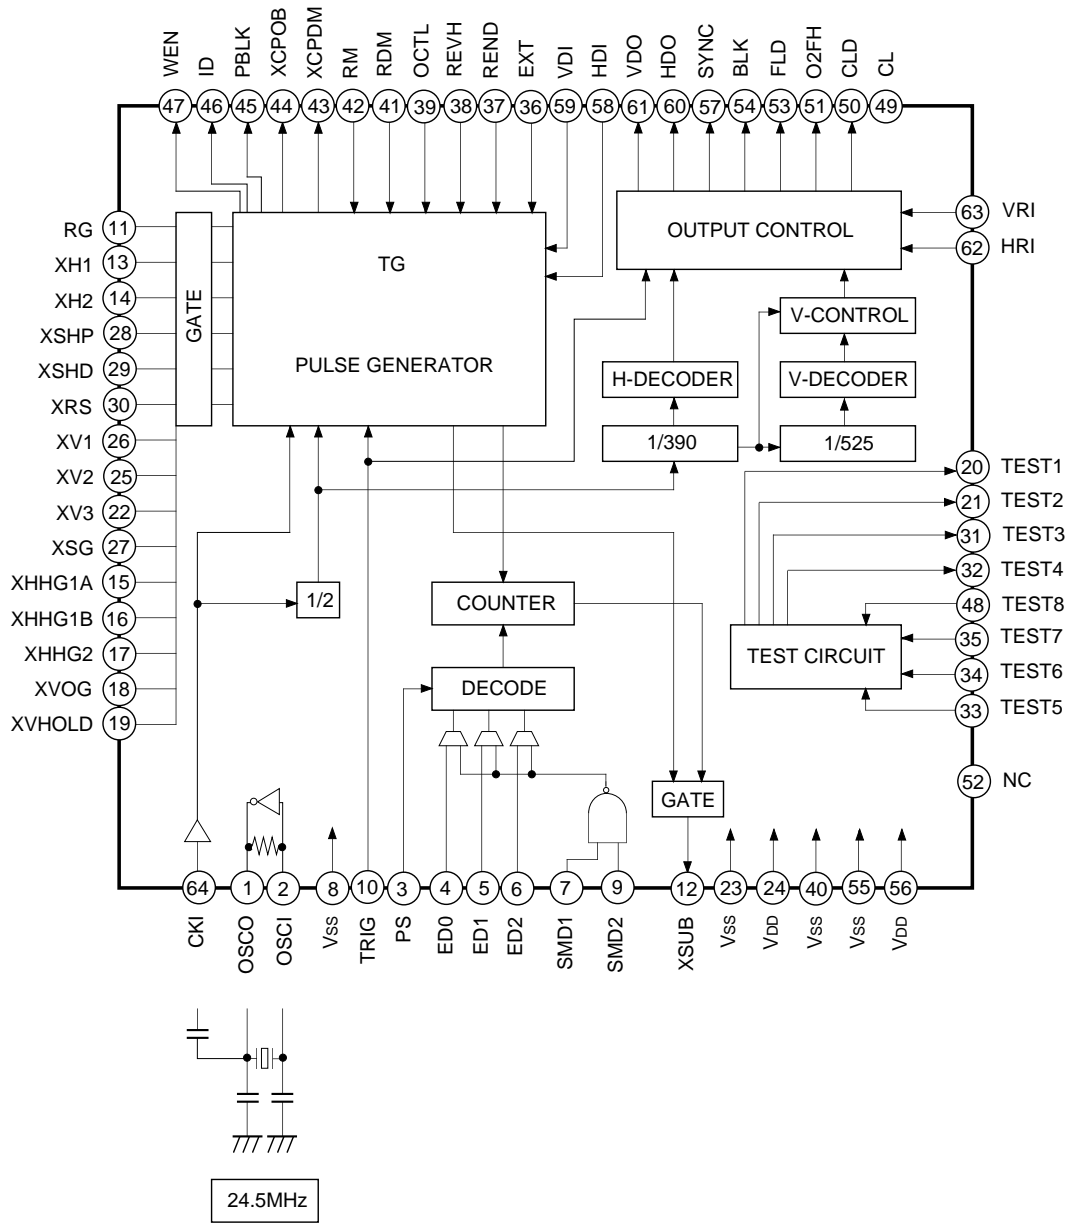 WEN
ID
PBLK
XCPOB
XCPDM
RM
RDM
OCTL
REVH
REND
EXT
VDI
HDI
VDO
HDO
SYNC
BLK
FLD
O2FH
CLD
CL
47 46 45 44 43 42 41 39 38 37 36 59 58 61 60 57 54 53 51 50 49
RG 11
XH1 13
XH2 14
XSHP 28
XSHD 29
XRS 30
XV1 26
XV2 25
XV3 22
XSG 27
XHHG1A 15
XHHG1B 16
XHHG2 17
XVOG 18
XVHOLD 19
GATE
TG
PULSE GENERATOR
OUTPUT CONTROL
63 VRI
62 HRI
V-CONTROL
H-DECODER
V-DECODER
1/390
1/525
20 TEST1
21 TEST2
31 TEST3
32 TEST4
48 TEST8
35 TEST7
34 TEST6
33 TEST5
52 NC
1/2
COUNTER
DECODE
TEST CIRCUIT
GATE
64 1 2 8 10 3 4 5 6 7 9 12 23 24 40 55 56
CKI
OSCO
OSCI
VSS
TRIG
PS
ED0
ED1
ED2
SMD1
SMD2
XSUB
VSS
VDD
VSS
VSS
VDD
24.5MHz